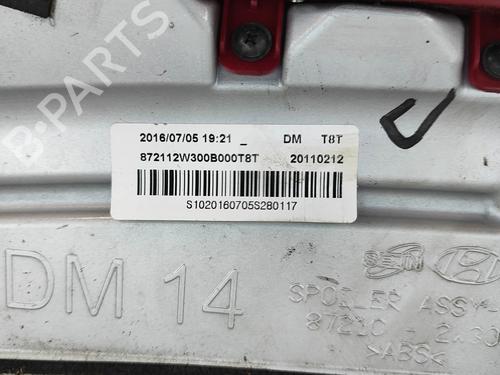 2016/07/05 19:21 _ DM T8T
872112W300B000T8T 20110212
S1020160705S280117
DM 14
SPOILER ASSY-
>ABS<
B-PARTS